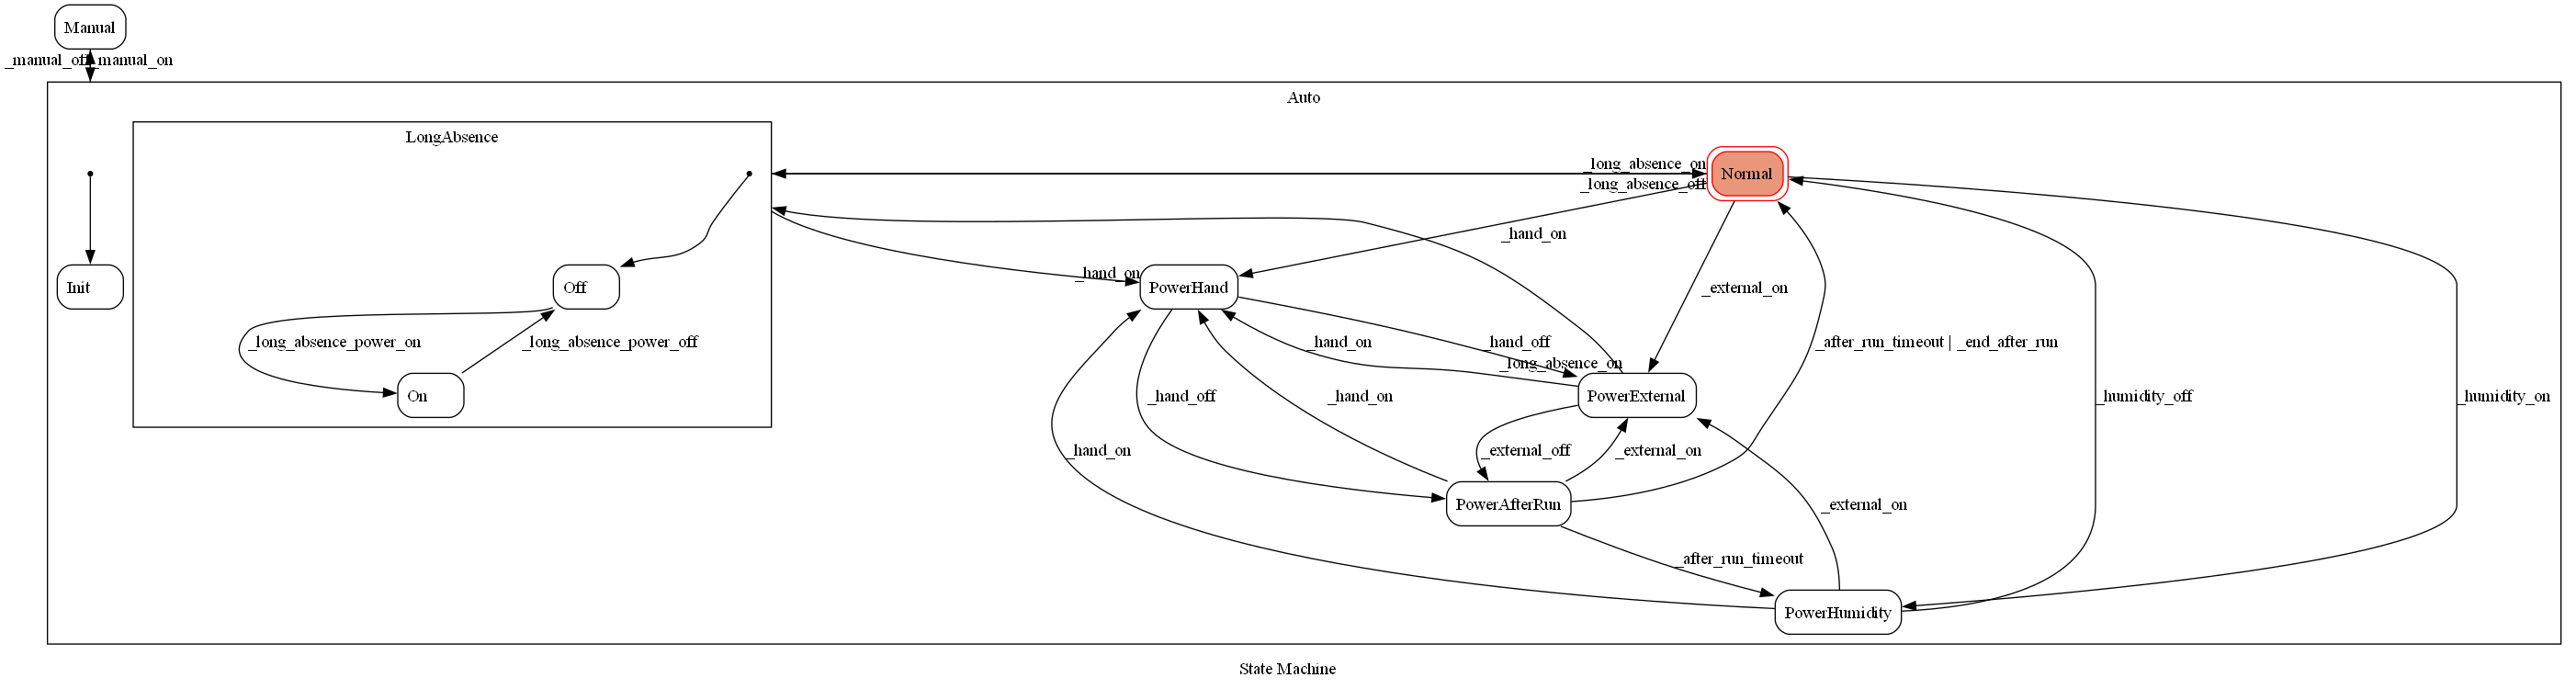 Manual
_manual_off
_manual_on
Auto
LongAbsence
_long_absence_on
Normal
_long_absence_off
_hand_on
_hand_on
Init
Off
PowerHand
_external_on
_long_absence_power_on
_long_absence_power_off
_hand_on
_hand_off
_after_run_timeout | _end_after_run
_long_absence_on
On
_hand_off
_hand_on
PowerExternal
_humidity_off
_humidity_on
_hand_on
_external_off
_external_on
PowerAfterRun
_external_on
_after_run_timeout
PowerHumidity
State Machine